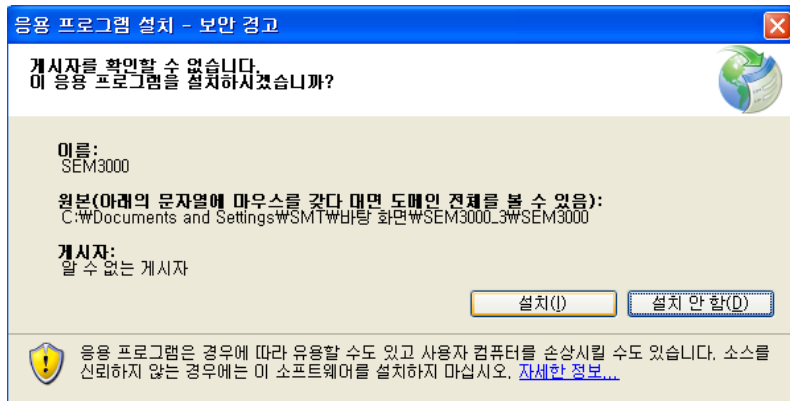 응용 프로그램 설치 - 보안 경고
게시자를 확인할 수 없습니다.
이 응용 프로그램을 설치하시겠습니까?
이름:
SEM3000
원본(아래의 문자열에 마우스를 갖다 대면 도메인 전체를 볼 수 있음):
C:₩Documents and Settings₩SMT₩바탕 화면₩SEM3000_3₩SEM3000
게시자:
알 수 없는 게시자
설치(I) 설치 안 함(D)
응용 프로그램은 경우에 따라 유용할 수도 있고 사용자 컴퓨터를 손상시킬 수도 있습니다. 소스를
신뢰하지 않는 경우에는 이 소프트웨어를 설치하지 마십시오. 자세한 정보...